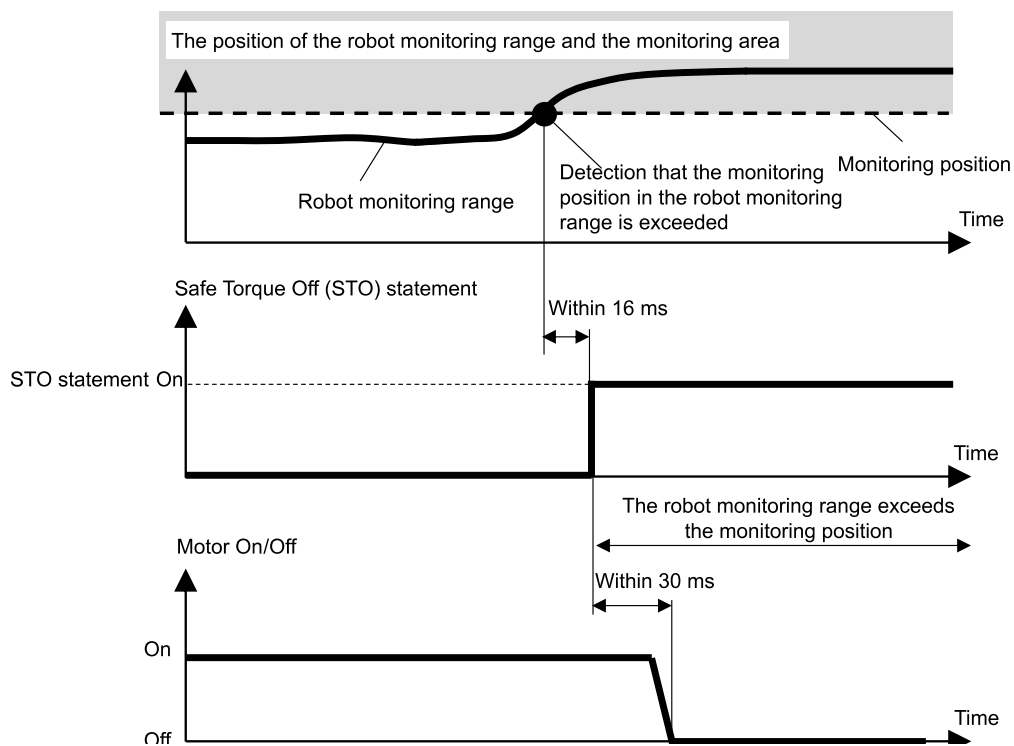 The position of the robot monitoring range and the monitoring area
Monitoring position
Detection that the monitoring
position in the robot monitoring
range is exceeded
Robot monitoring range
Time
Safe Torque Off (STO) statement
Within 16 ms
STO statement On
Time
The robot monitoring range exceeds
the monitoring position
Motor On/Off
Within 30 ms
On
Time
Off